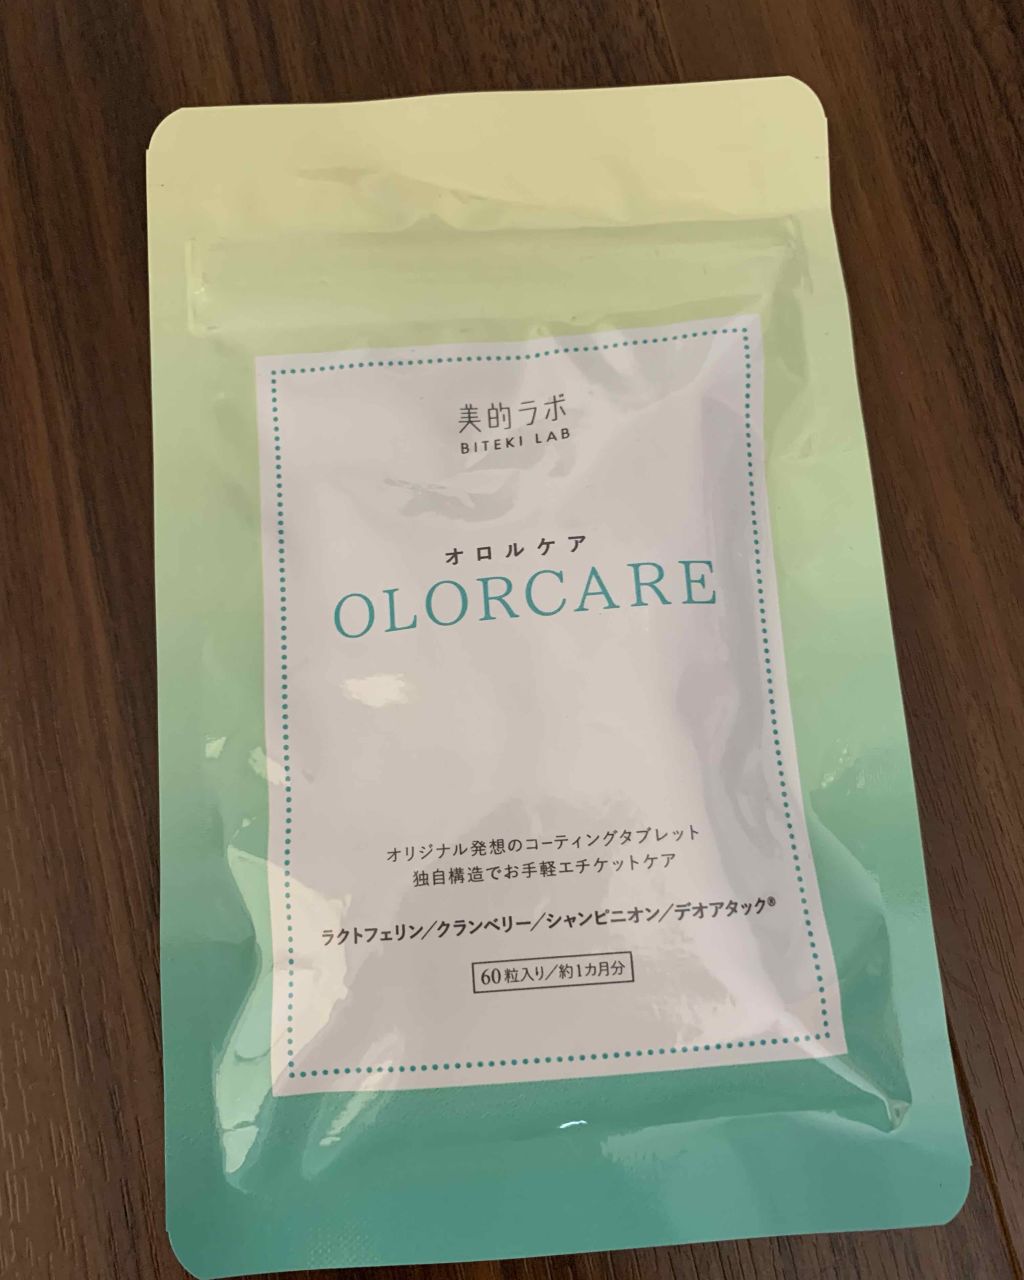 美的ラボ
BITEKI LAB
オロルケア
OLORCARE
オリジナル発想のコーティングタブレット
独自構造でお手軽エチケットケア
ラクトフェリン/クランベリー/シャンピニオン/デオアタック®
60粒入り/約1カ月分